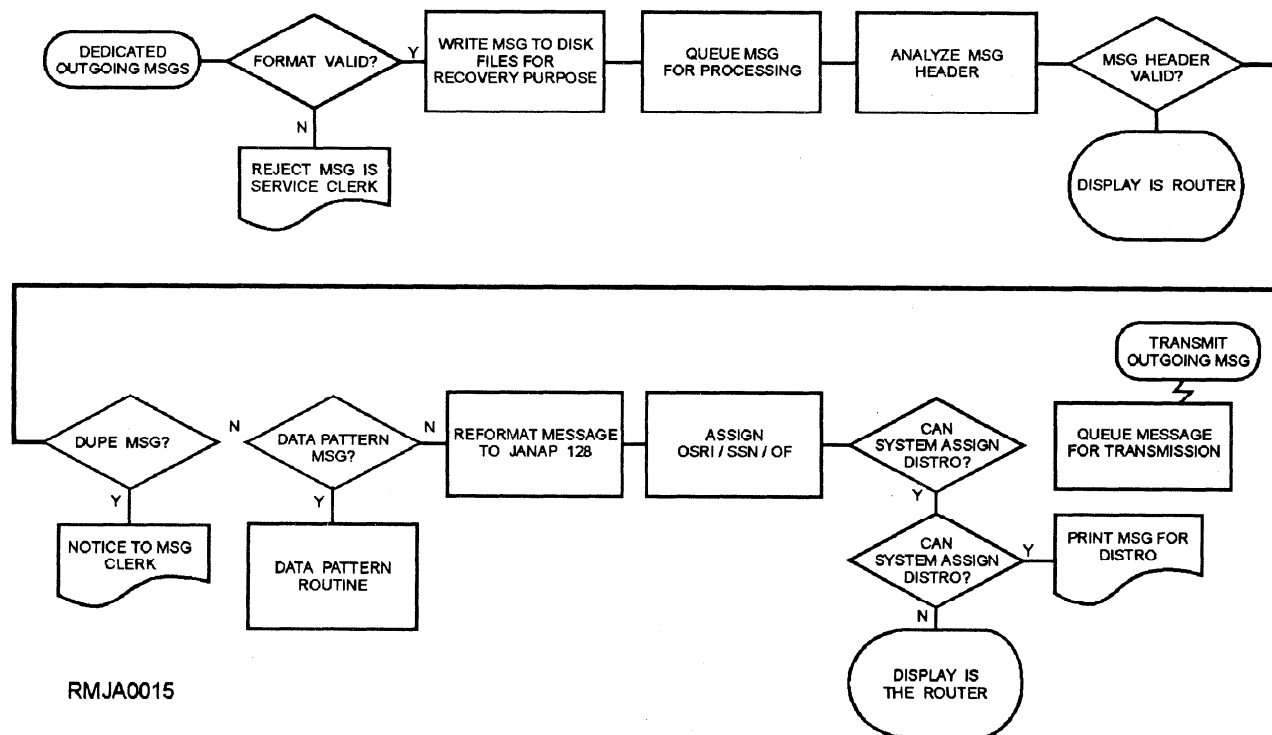 DEDICATED
OUTGOING MSGS
FORMAT VALID?
Y
WRITE MSG TO DISK
FILES FOR
RECOVERY PURPOSE
QUEUE MSG
FOR PROCESSING
ANALYZE MSG
HEADER
MSG HEADER
VALID?
N
REJECT MSG IS
SERVICE CLERK
DISPLAY IS ROUTER
TRANSMIT
OUTGOING MSG
DUPE MSG?
N
DATA PATTERN
MSG?
N
REFORMAT MESSAGE
TO JANAP 128
ASSIGN
OSRI / SSN / OF
CAN
SYSTEM ASSIGN
DISTRO?
QUEUE MESSAGE
FOR TRANSMISSION
Y
Y
Y
NOTICE TO MSG
CLERK
DATA PATTERN
ROUTINE
CAN
SYSTEM ASSIGN
DISTRO?
Y
PRINT MSG FOR
DISTRO
N
DISPLAY IS
THE ROUTER
RMJA0015